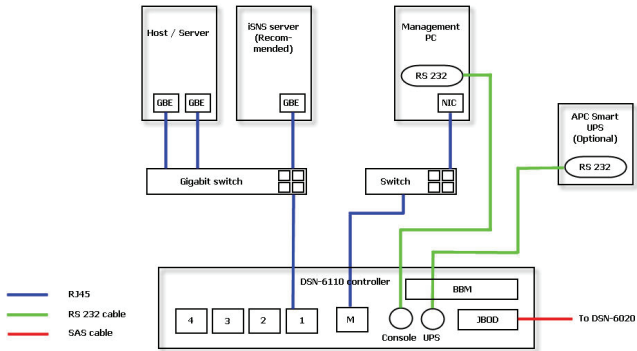 Host / Server
GBE
GBE
iSNS server
(Recom-
mended)
GBE
Management
PC
RS 232
NIC
APC Smart
UPS
(Optional)
RS 232
Gigabit switch
Switch
DSN-6110 controller
BBM
4
3
2
1
M
Console
UPS
JBOD
To DSN-6020
RJ45
RS 232 cable
SAS cable